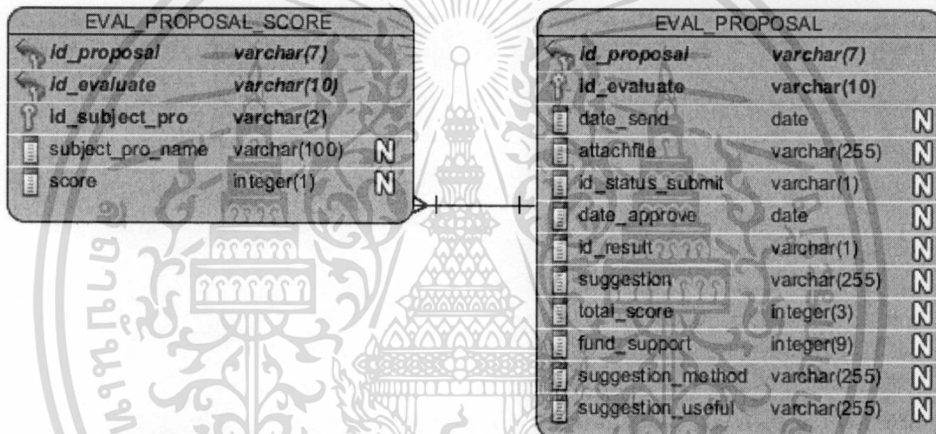 EVAL_PROPOSAL_SCORE
id_proposal varchar(7)
id_evaluate varchar(10)
id_subject_pro varchar(2)
subject_pro_name varchar(100) N
score integer(1) N
EVAL_PROPOSAL
id_proposal varchar(7)
id_evaluate varchar(10)
date_send date N
attachfile varchar(255) N
id_status_submit varchar(1) N
date_approve date N
id_result varchar(1) N
suggestion varchar(255) N
total_score integer(3) N
fund_support integer(9) N
suggestion_method varchar(255) N
suggestion_useful varchar(255) N